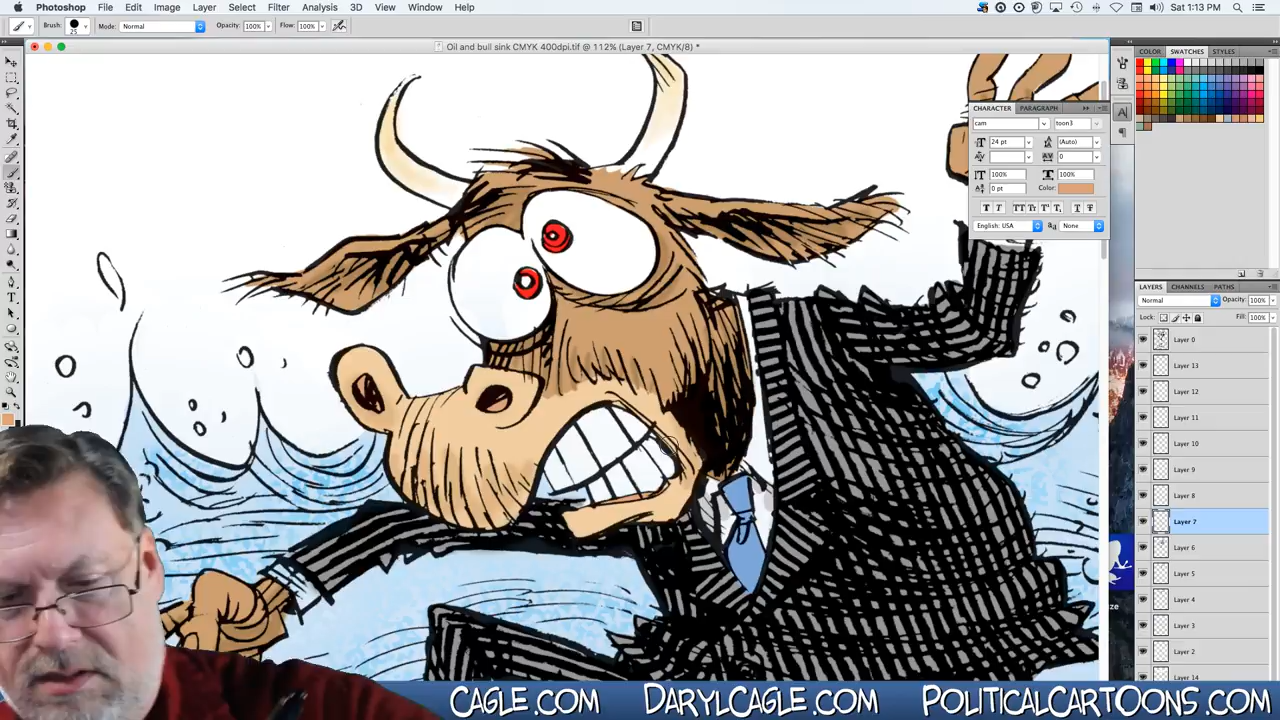 Photoshop File Edit Image Layer Select Filter Analysis 3D View Window Help Sat 1:13 PM
Brush: 25 Mode: Normal Opacity: 100% Flow: 100%
Oil and bull sink CMYK 400dpi.tif @ 112% (Layer 7, CMYK/8) *
COLOR SWATCHES STYLES
CHARACTER PARAGRAPH
cam toon3
24 pt (Auto)
0
100% 100%
0 pt Color:
English: USA None
LAYERS CHANNELS PATHS
Normal Opacity: 100%
Lock: Fill: 100%
Layer 0
Layer 13
Layer 12
Layer 11
Layer 10
Layer 9
Layer 8
Layer 7
Layer 6
Layer 5
Layer 4
Layer 3
Layer 2
Layer 14
CAGLE.COM DARYLCAGLE.COM POLITICALCARTOONS.COM